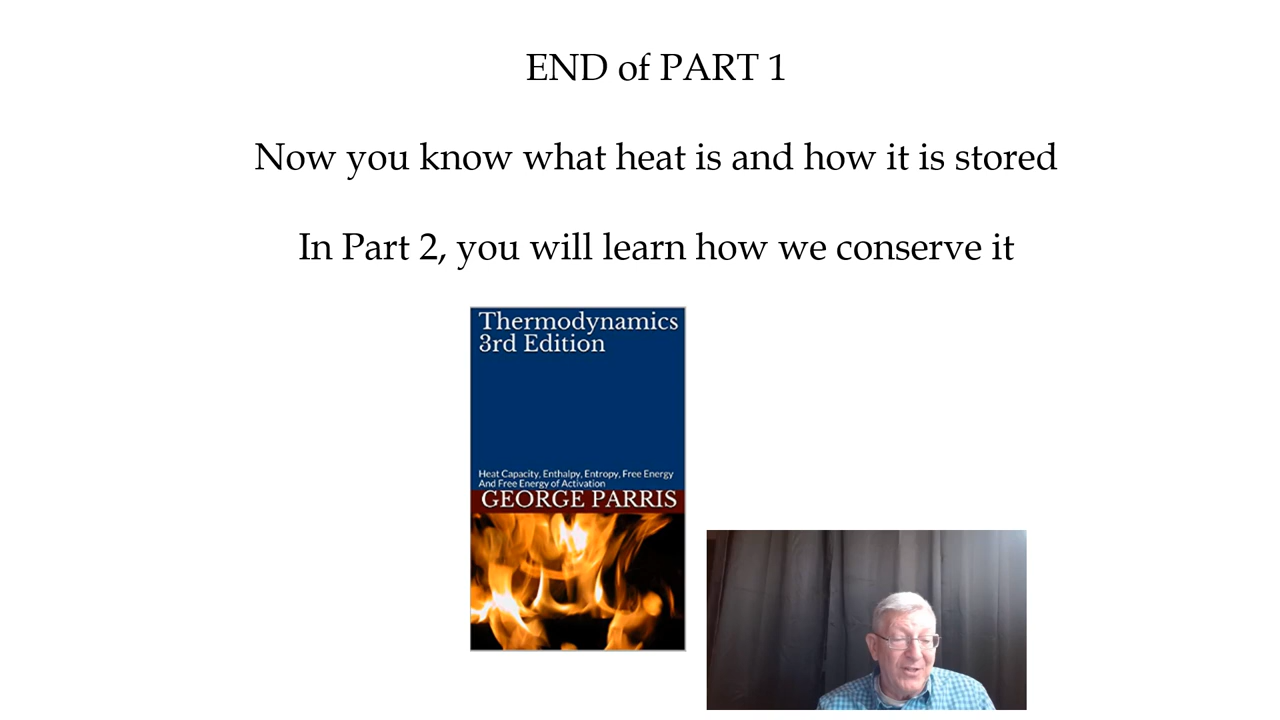 END of PART 1
Now you know what heat is and how it is stored
In Part 2, you will learn how we conserve it
Thermodynamics
3rd Edition
Heat Capacity, Enthalpy, Entropy, Free Energy
And Free Energy of Activation
GEORGE PARRIS